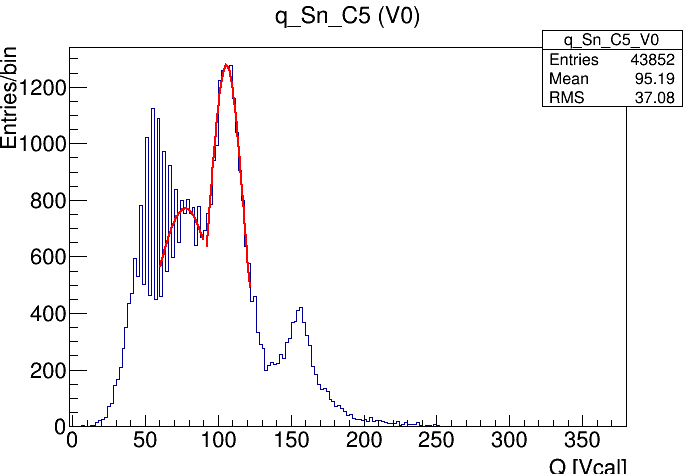 q_Sn_C5 (V0)
q_Sn_C5_V0
Entries 43852
Mean 95.19
RMS 37.08
Entries/bin
1200
1000
800
600
400
200
0
0 50 100 150 200 250 300 350
Q [Vcal]